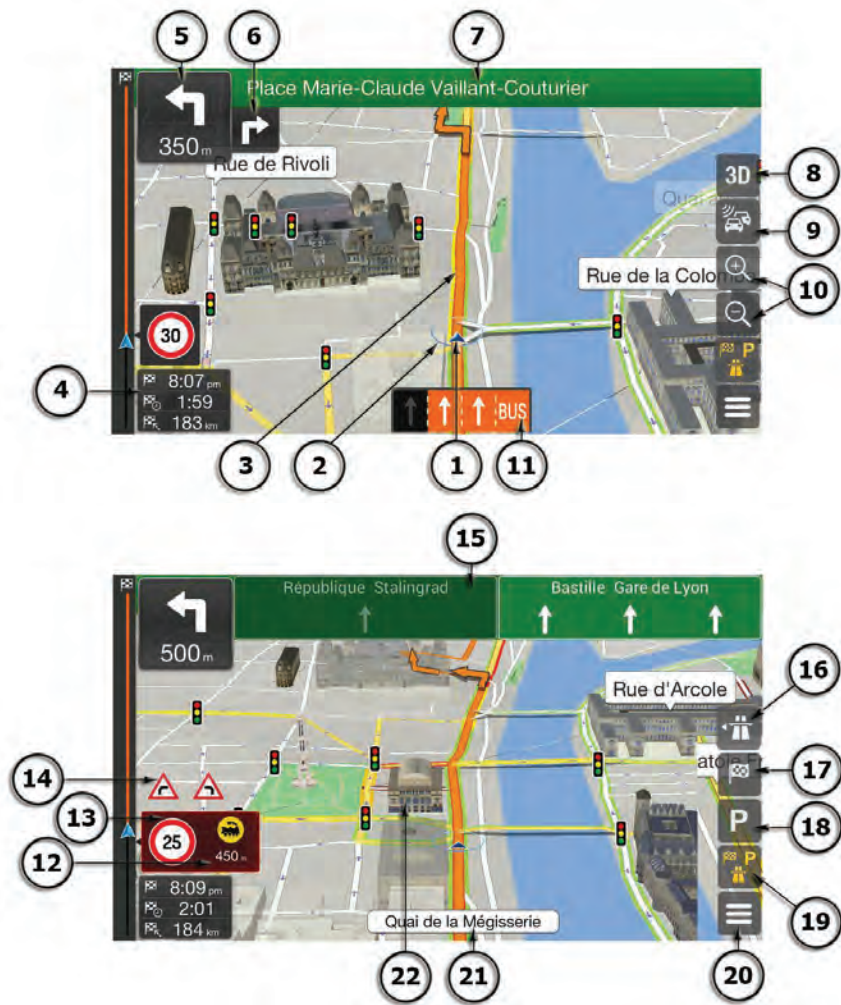 5
6
7
Place Marie-Claude Vaillant-Couturier
350 m
Rue de Rivoli
3D
8
Quai
9
Rue de la Colombe
10
30
P
4
8:07 pm
1:59
183 km
BUS
3
2
1
11
15
République Stalingrad
Bastille Gare de Lyon
500 m
16
Rue d'Arcole
17
14
13
25
450 m
P
18
12
P
19
8:09 pm
2:01
184 km
Quai de la Mégisserie
20
22
21